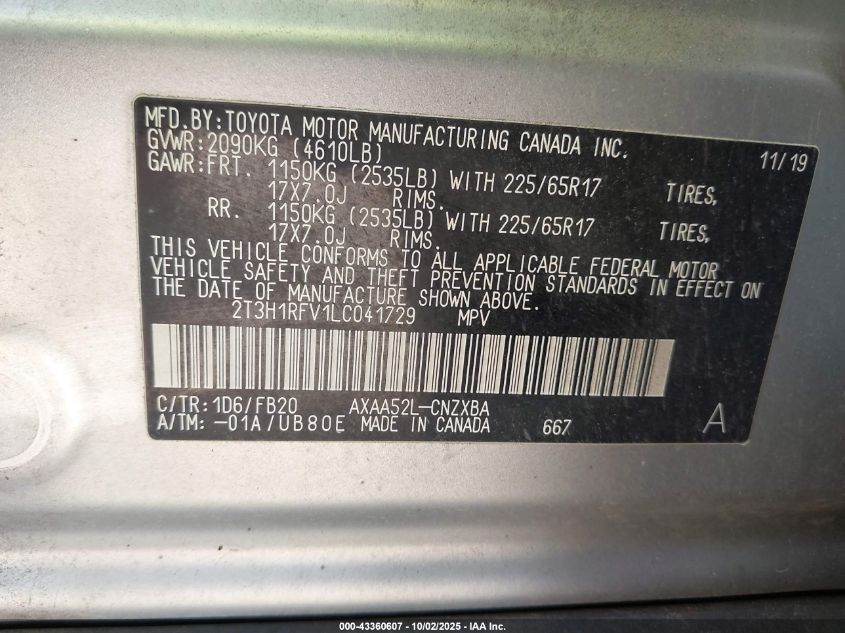 MFD.BY:TOYOTA MOTOR MANUFACTURING CANADA INC.
GVWR:2090KG (4610LB) 11/19
GAWR:FRT. 1150KG (2535LB) WITH 225/65R17 TIRES,
17X7.0J RIMS.
RR. 1150KG (2535LB) WITH 225/65R17 TIRES,
17X7.0J RIMS.
THIS VEHICLE CONFORMS TO ALL APPLICABLE FEDERAL MOTOR
VEHICLE SAFETY AND THEFT PREVENTION STANDARDS IN EFFECT ON
THE DATE OF MANUFACTURE SHOWN ABOVE.
2T3H1RFV1LC041729 MPV
C/TR:1D6/FB20 AXAA52L-CNZXBA
A/TM: -01A/UB80E MADE IN CANADA 667 A
000-43360607 - 10/02/2025 - IAA Inc.